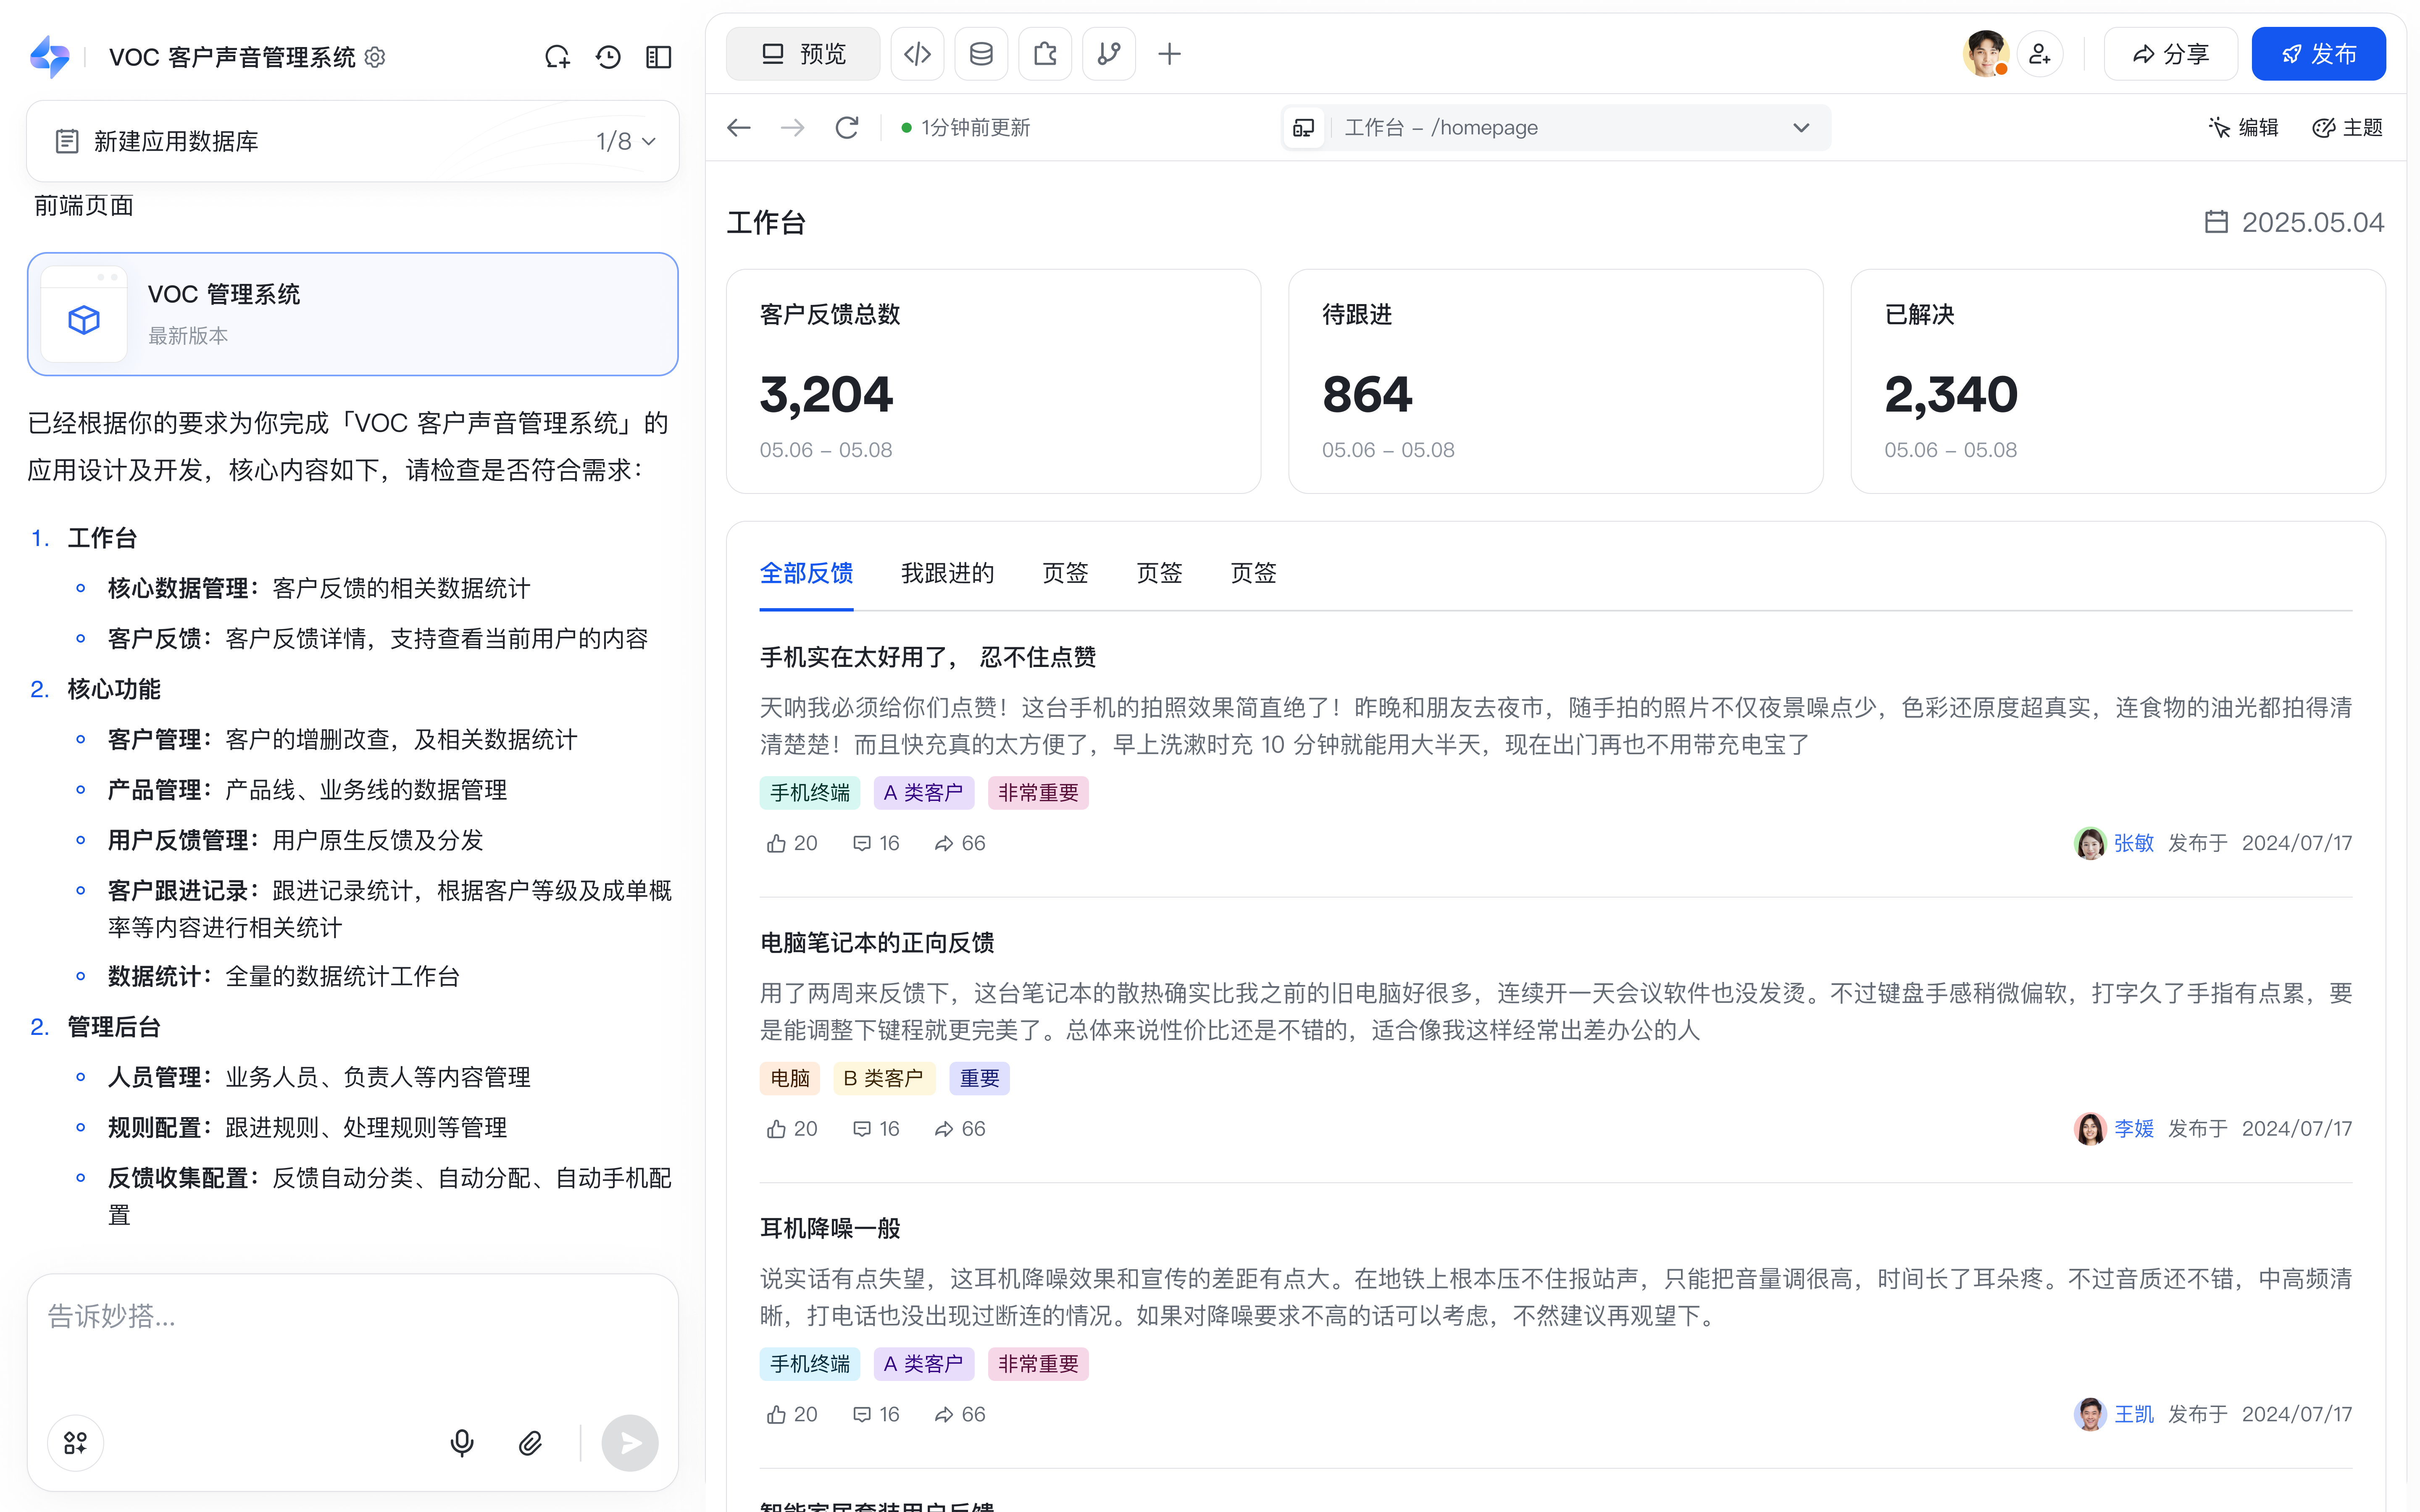 VOC 客户声音管理系统
新建应用数据库
1/8
前端页面
VOC 管理系统
最新版本
已经根据你的要求为你完成「VOC 客户声音管理系统」的
应用设计及开发，核心内容如下，请检查是否符合需求：
1. 工作台
核心数据管理：客户反馈的相关数据统计
客户反馈：客户反馈详情，支持查看当前用户的内容
2. 核心功能
客户管理：客户的增删改查，及相关数据统计
产品管理：产品线、业务线的数据管理
用户反馈管理：用户原生反馈及分发
客户跟进记录：跟进记录统计，根据客户等级及成单概
率等内容进行相关统计
数据统计：全量的数据统计工作台
2. 管理后台
人员管理：业务人员、负责人等内容管理
规则配置：跟进规则、处理规则等管理
反馈收集配置：反馈自动分类、自动分配、自动手机配
置
告诉妙搭...
预览
分享
发布
1分钟前更新
工作台 – /homepage
编辑
主题
工作台
2025.05.04
客户反馈总数
3,204
05.06 – 05.08
待跟进
864
05.06 – 05.08
已解决
2,340
05.06 – 05.08
全部反馈 我跟进的 页签 页签 页签
手机实在太好用了， 忍不住点赞
天呐我必须给你们点赞！这台手机的拍照效果简直绝了！昨晚和朋友去夜市，随手拍的照片不仅夜景噪点少，色彩还原度超真实，连食物的油光都拍得清
清楚楚！而且快充真的太方便了，早上洗漱时充 10 分钟就能用大半天，现在出门再也不用带充电宝了
手机终端 A 类客户 非常重要
20 16 66
张敏 发布于 2024/07/17
电脑笔记本的正向反馈
用了两周来反馈下，这台笔记本的散热确实比我之前的旧电脑好很多，连续开一天会议软件也没发烫。不过键盘手感稍微偏软，打字久了手指有点累，要
是能调整下键程就更完美了。总体来说性价比还是不错的，适合像我这样经常出差办公的人
电脑 B 类客户 重要
20 16 66
李媛 发布于 2024/07/17
耳机降噪一般
说实话有点失望，这耳机降噪效果和宣传的差距有点大。在地铁上根本压不住报站声，只能把音量调很高，时间长了耳朵疼。不过音质还不错，中高频清
晰，打电话也没出现过断连的情况。如果对降噪要求不高的话可以考虑，不然建议再观望下。
手机终端 A 类客户 非常重要
20 16 66
王凯 发布于 2024/07/17
智能家居套装用户反馈